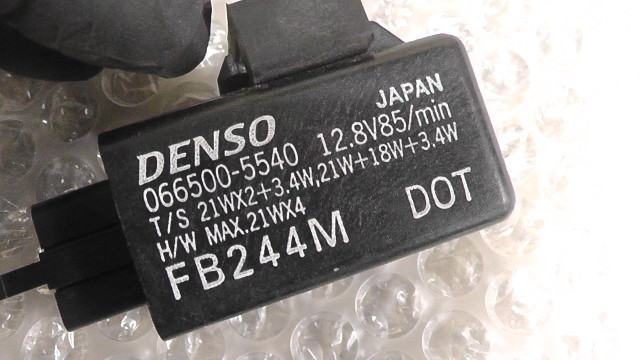 JAPAN
DENSO
066500-5540 12.8V85/min
T/S 21WX2+3.4W,21W+18W+3.4W
H/W MAX.21WX4
FB244M DOT